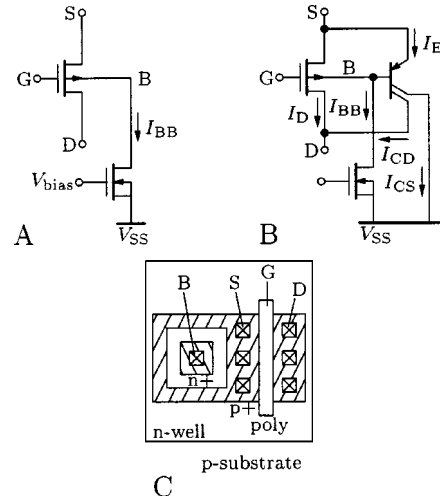 S
G
B
I_BB
D
V_bias
V_SS
A
S
I_E
G
B
I_D
I_BB
D
I_CD
I_CS
V_SS
B
G
B
S
D
n+
p+
n-well
poly
p-substrate
C